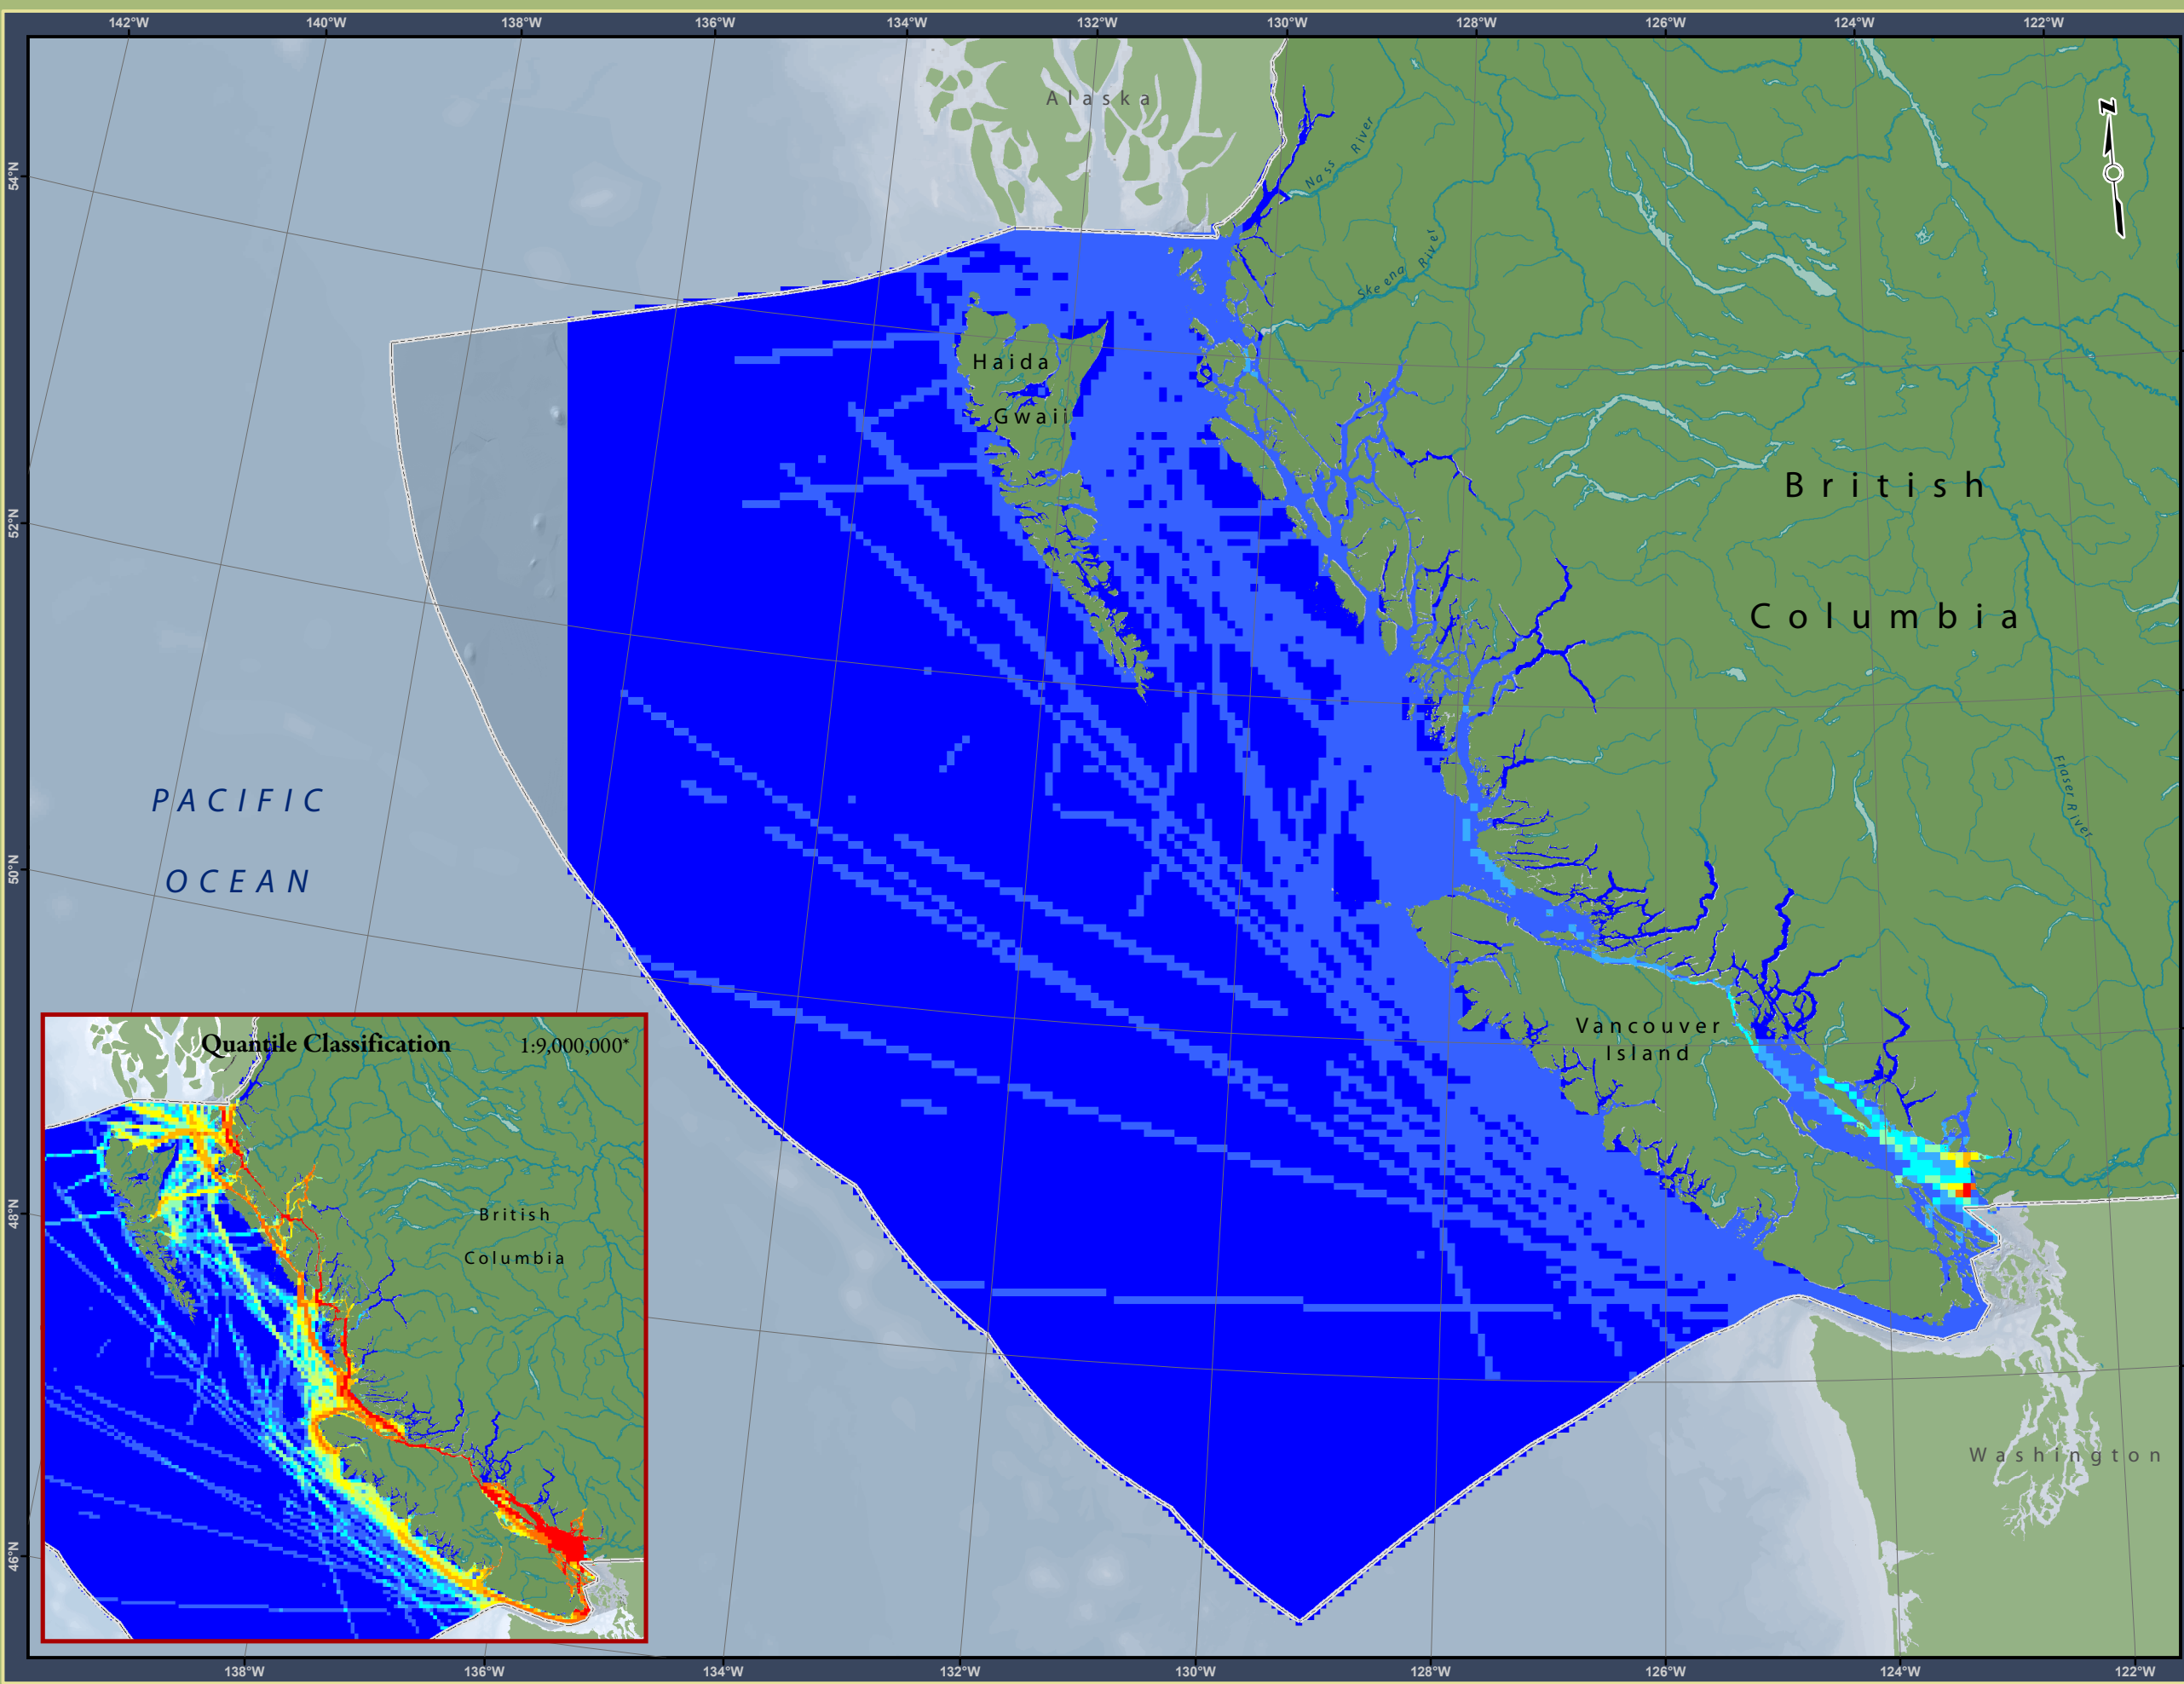 142°W 140°W 138°W 136°W 134°W 132°W 130°W 128°W 126°W 124°W 122°W
Alaska
N
54°N
Nass River
Skeena River
Haida
Gwaii
British
Columbia
52°N
PACIFIC
OCEAN
50°N
Fraser River
Vancouver
Island
Quantile Classification 1:9,000,000*
British
Columbia
48°N
Washington
46°N
138°W 136°W 134°W 132°W 130°W 128°W 126°W 124°W 122°W